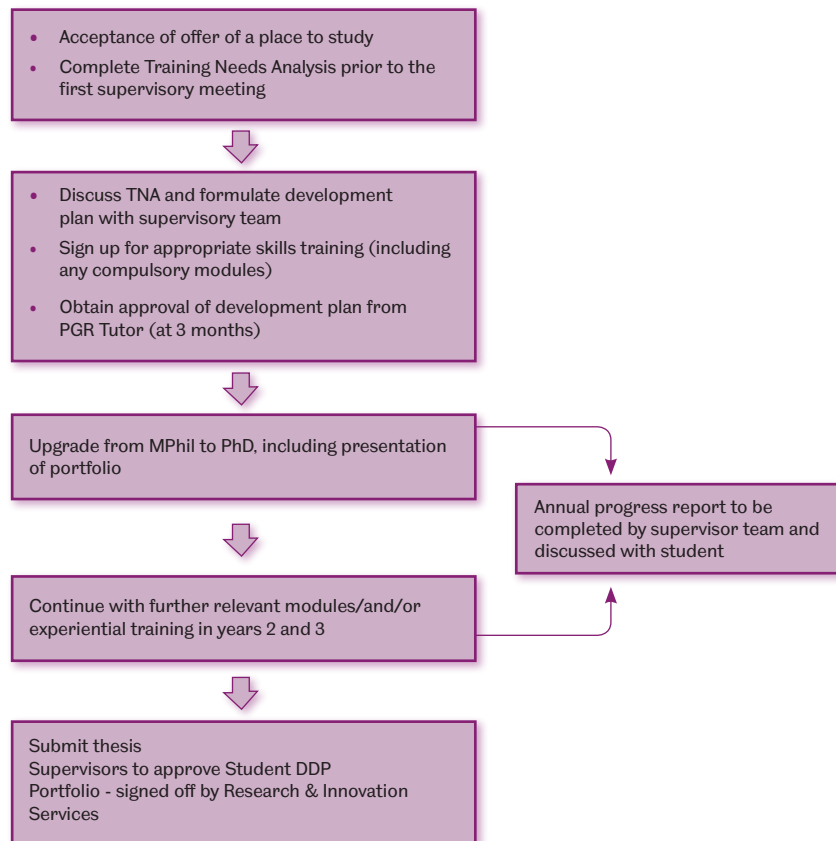 • Acceptance of offer of a place to study
• Complete Training Needs Analysis prior to the
first supervisory meeting
• Discuss TNA and formulate development
plan with supervisory team
• Sign up for appropriate skills training (including
any compulsory modules)
• Obtain approval of development plan from
PGR Tutor (at 3 months)
Upgrade from MPhil to PhD, including presentation
of portfolio
Annual progress report to be
completed by supervisor team and
discussed with student
Continue with further relevant modules/and/or
experiential training in years 2 and 3
Submit thesis
Supervisors to approve Student DDP
Portfolio - signed off by Research & Innovation
Services